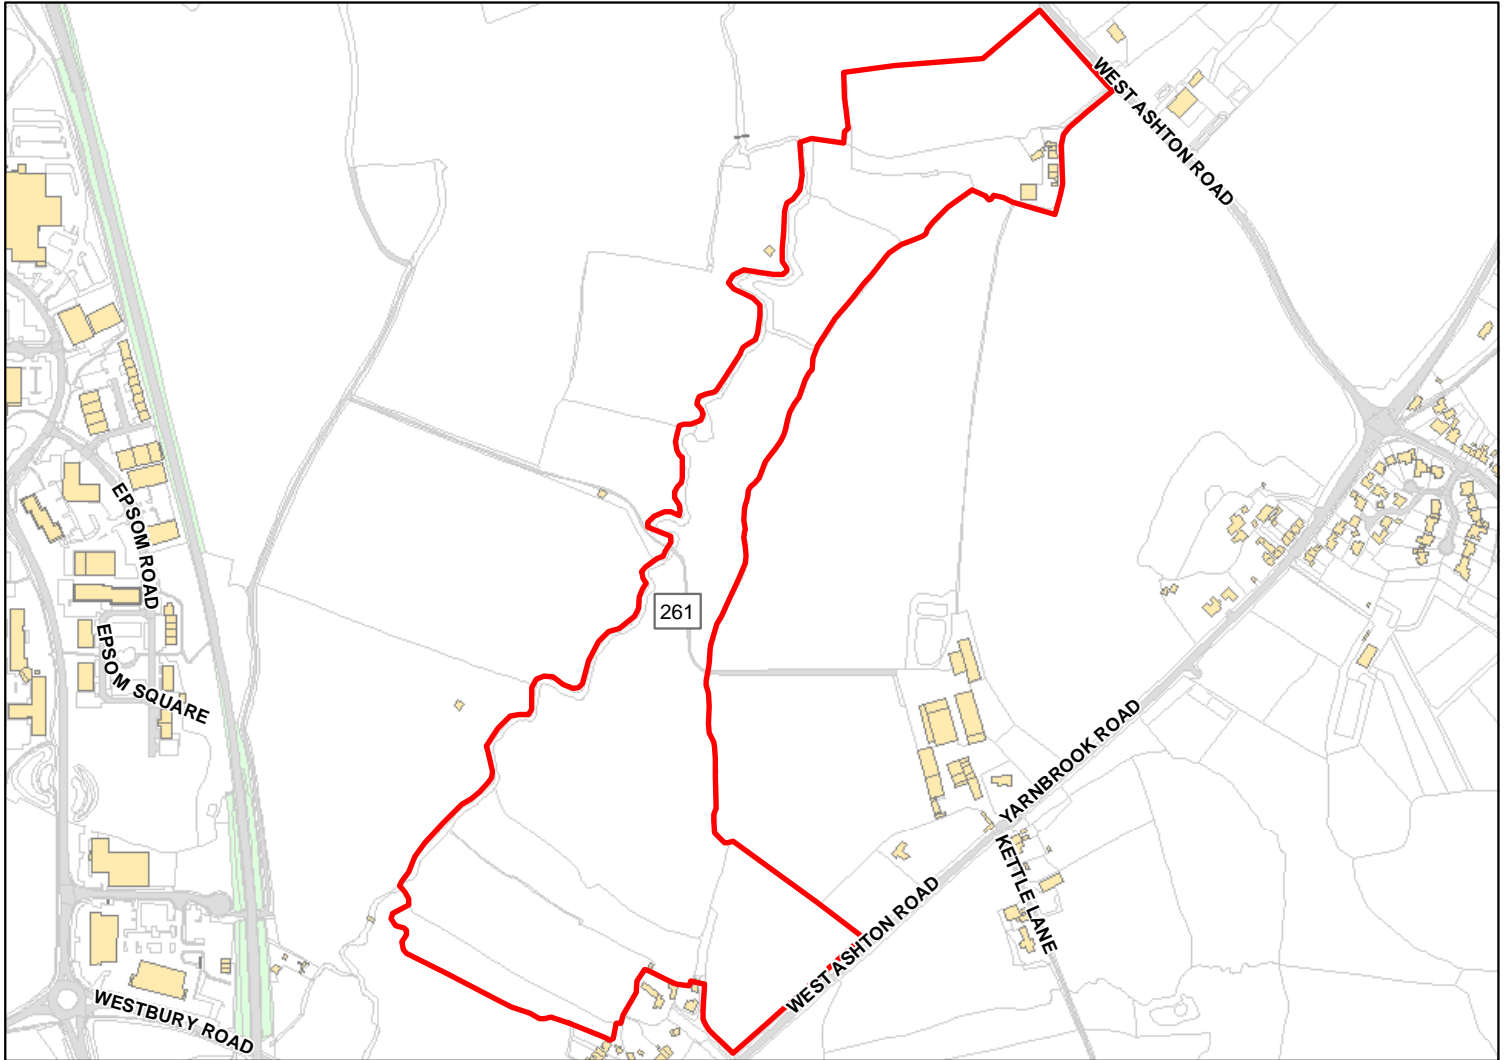 WEST ASHTON ROAD
EPSOM ROAD
261
EPSOM SQUARE
YARNBROOK ROAD
KETTLE LANE
WEST ASHTON ROAD
WESTBURY ROAD